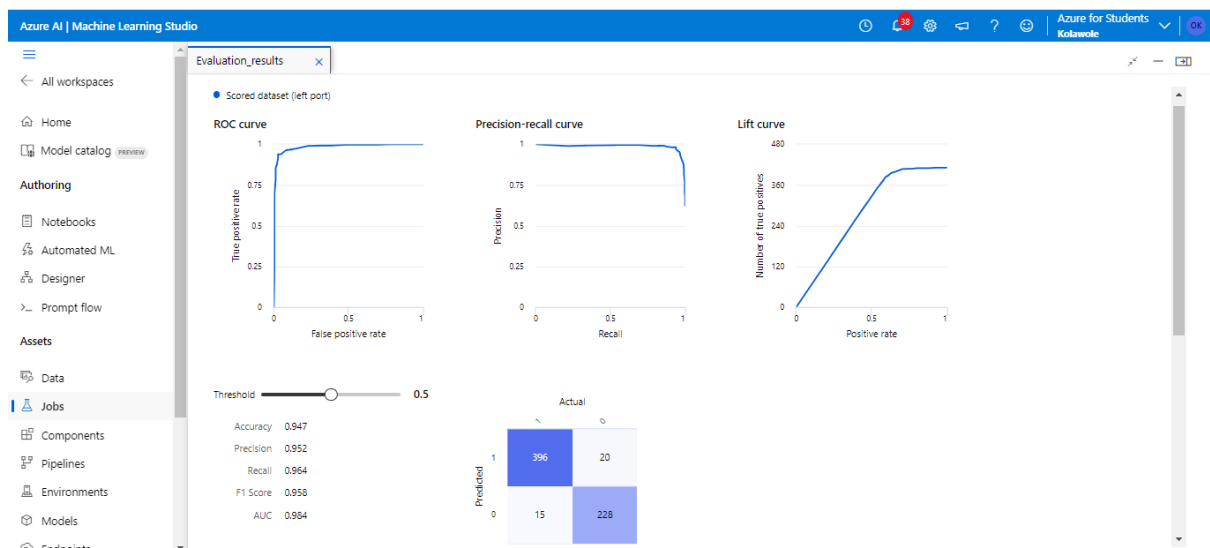 Azure AI | Machine Learning Studio
38
?
Azure for Students
Kolawole
OK
All workspaces
Home
Model catalog PREVIEW
Authoring
Notebooks
Automated ML
Designer
Prompt flow
Assets
Data
Jobs
Components
Pipelines
Environments
Models
Endpoints
Evaluation_results
Scored dataset (left port)
ROC curve
True positive rate
1
0.75
0.5
0.25
0
0 0.5 1
False positive rate
Precision-recall curve
Precision
1
0.75
0.5
0.25
0
0 0.5 1
Recall
Lift curve
Number of true positives
480
360
240
120
0
0 0.5 1
Positive rate
Threshold 0.5
Accuracy 0.947
Precision 0.952
Recall 0.964
F1 Score 0.958
AUC 0.984
Actual
1 0
Predicted
1 396 20
0 15 228